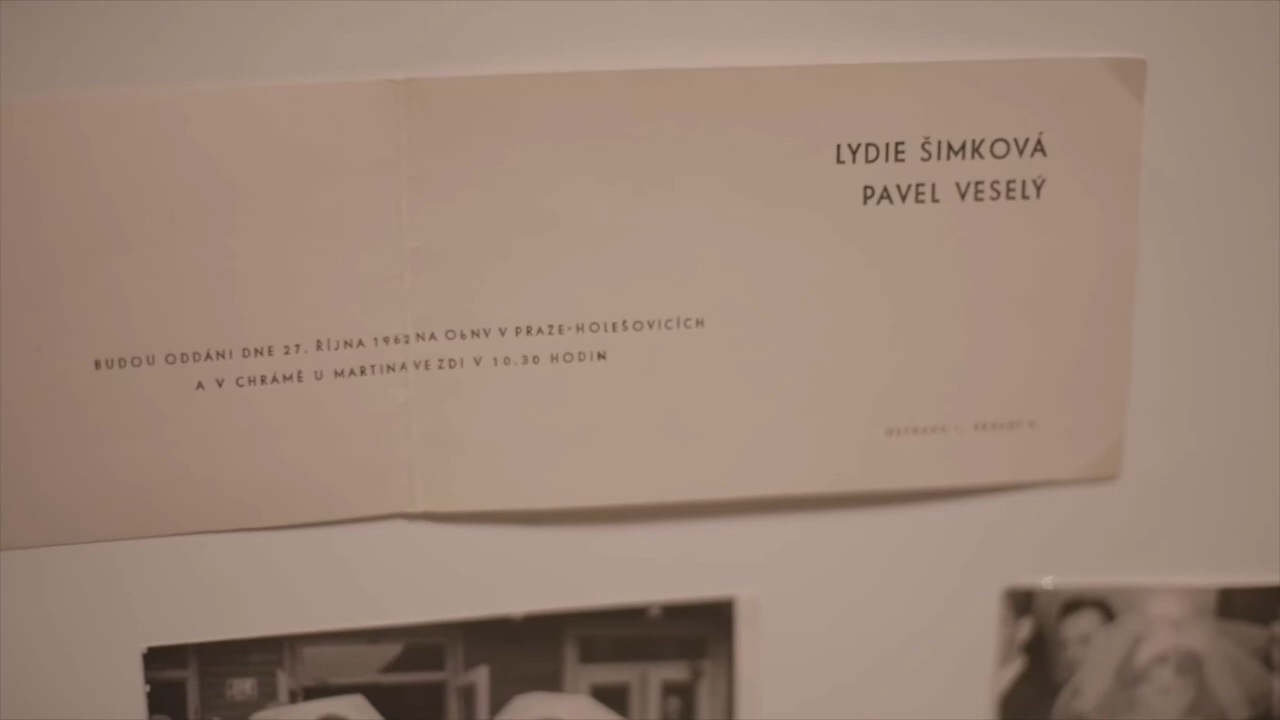 LYDIE ŠIMKOVÁ
PAVEL VESELÝ
BUDOU ODDÁNI DNE 27. ŘÍJNA 1962 NA ObNV V PRAZE-HOLEŠOVICÍCH
A V CHRÁMĚ U MARTINA VE ZDI V 10.30 HODIN